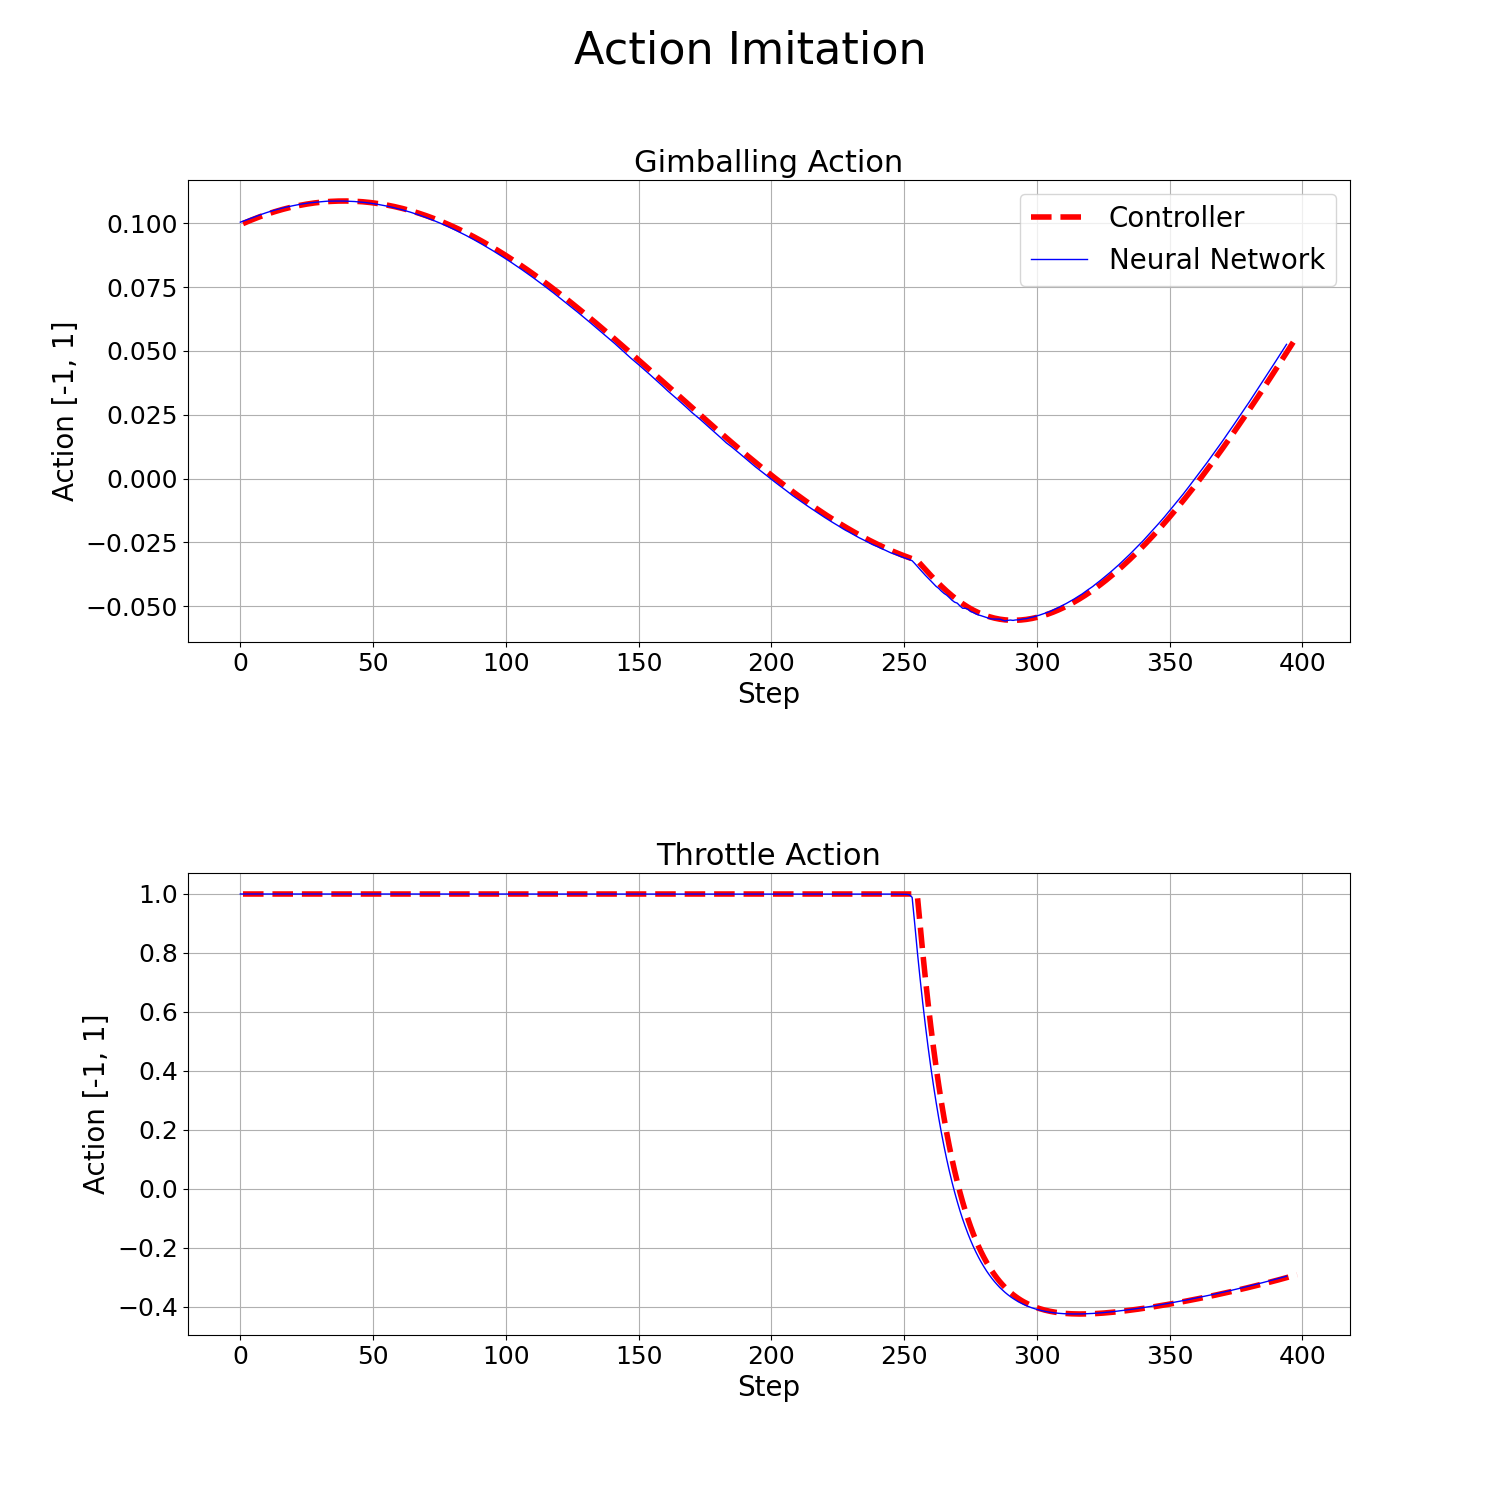 Action Imitation
Gimballing Action
Controller
Neural Network
0.100
0.075
0.050
0.025
0.000
−0.025
−0.050
Action [-1, 1]
0 50 100 150 200 250 300 350 400
Step
Throttle Action
1.0
0.8
0.6
0.4
0.2
0.0
−0.2
−0.4
Action [-1, 1]
0 50 100 150 200 250 300 350 400
Step